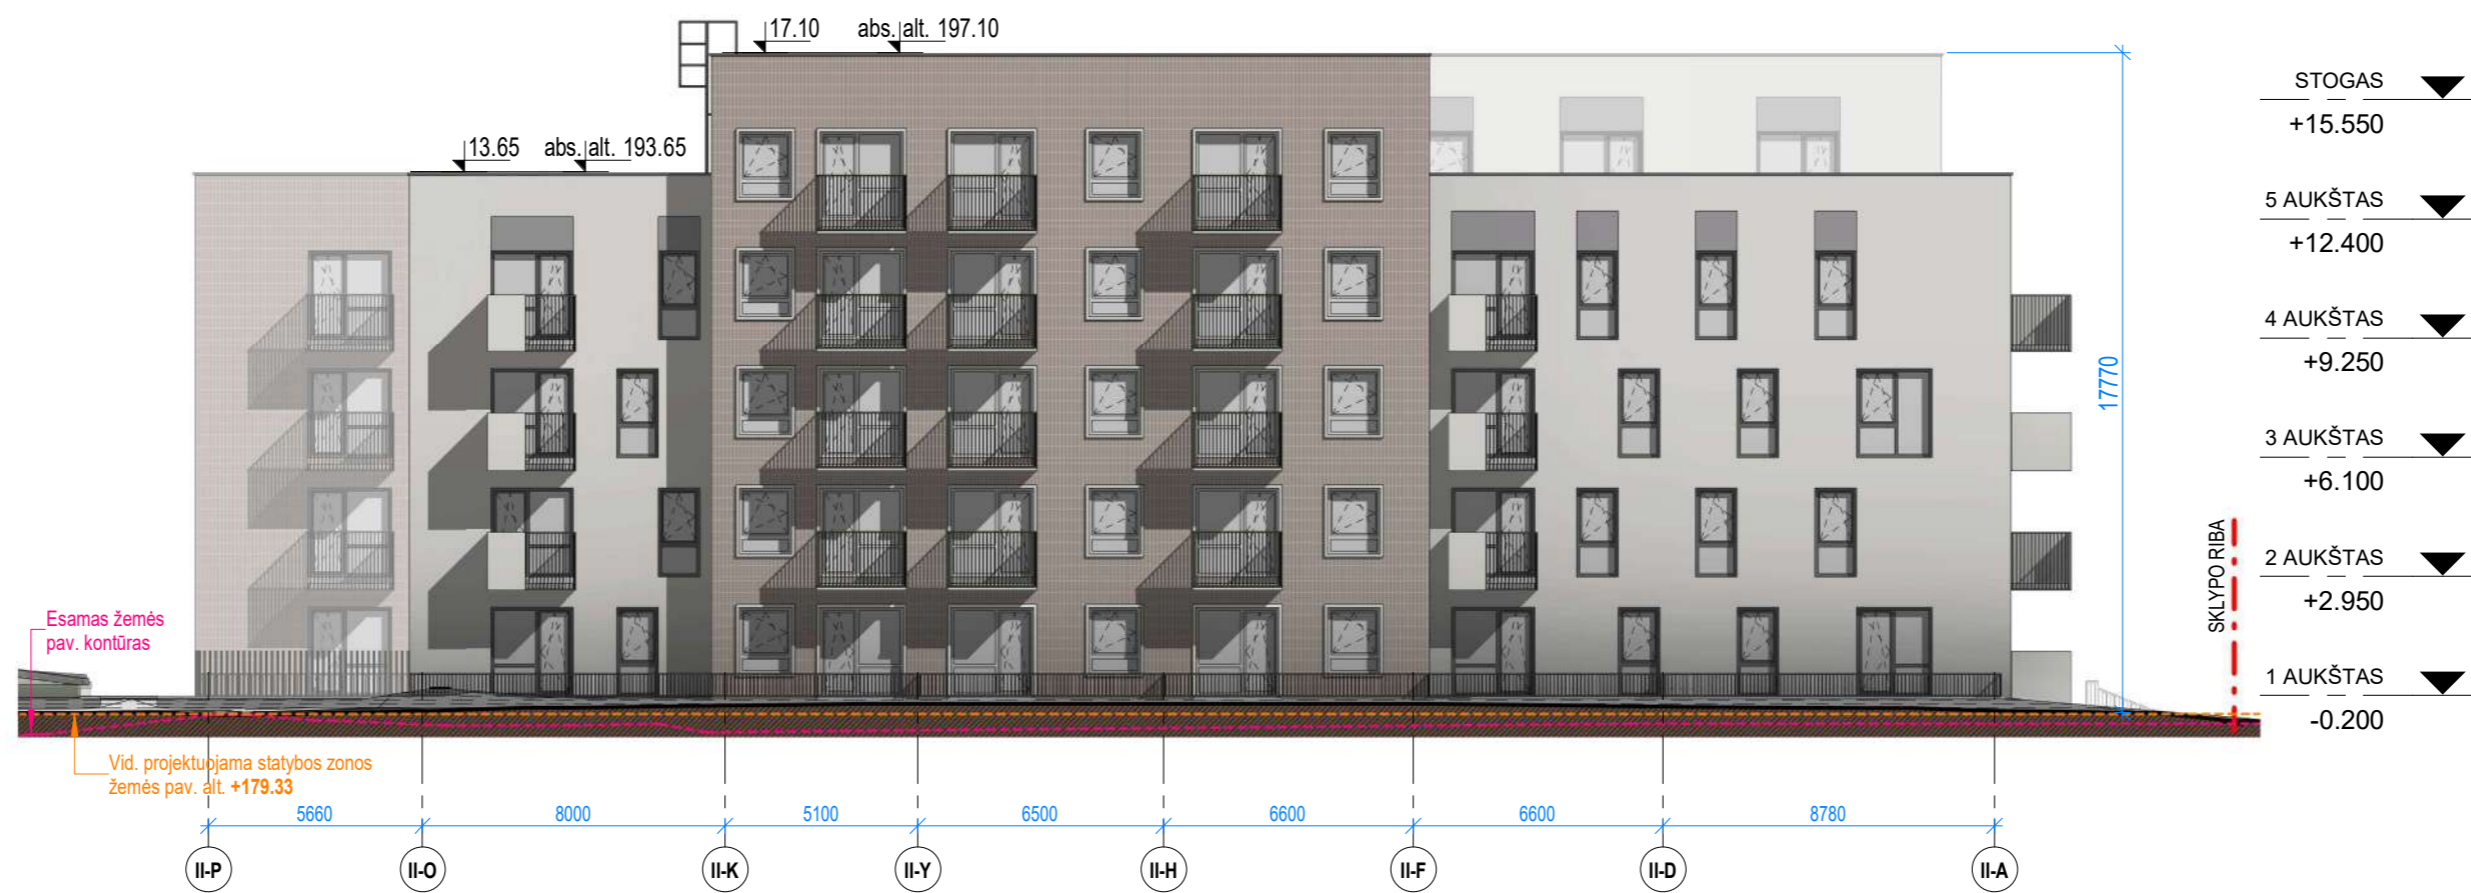 17.10 abs. alt. 197.10
13.65 abs. alt. 193.65
STOGAS
+15.550
5 AUKŠTAS
+12.400
4 AUKŠTAS
+9.250
3 AUKŠTAS
+6.100
2 AUKŠTAS
+2.950
1 AUKŠTAS
-0.200
17770
SKLYPO RIBA
Esamas žemės
pav. kontūras
Vid. projektuojama statybos zonos
žemės pav. alt. +179.33
5660 8000 5100 6500 6600 6600 8780
II-P II-O II-K II-Y II-H II-F II-D II-A